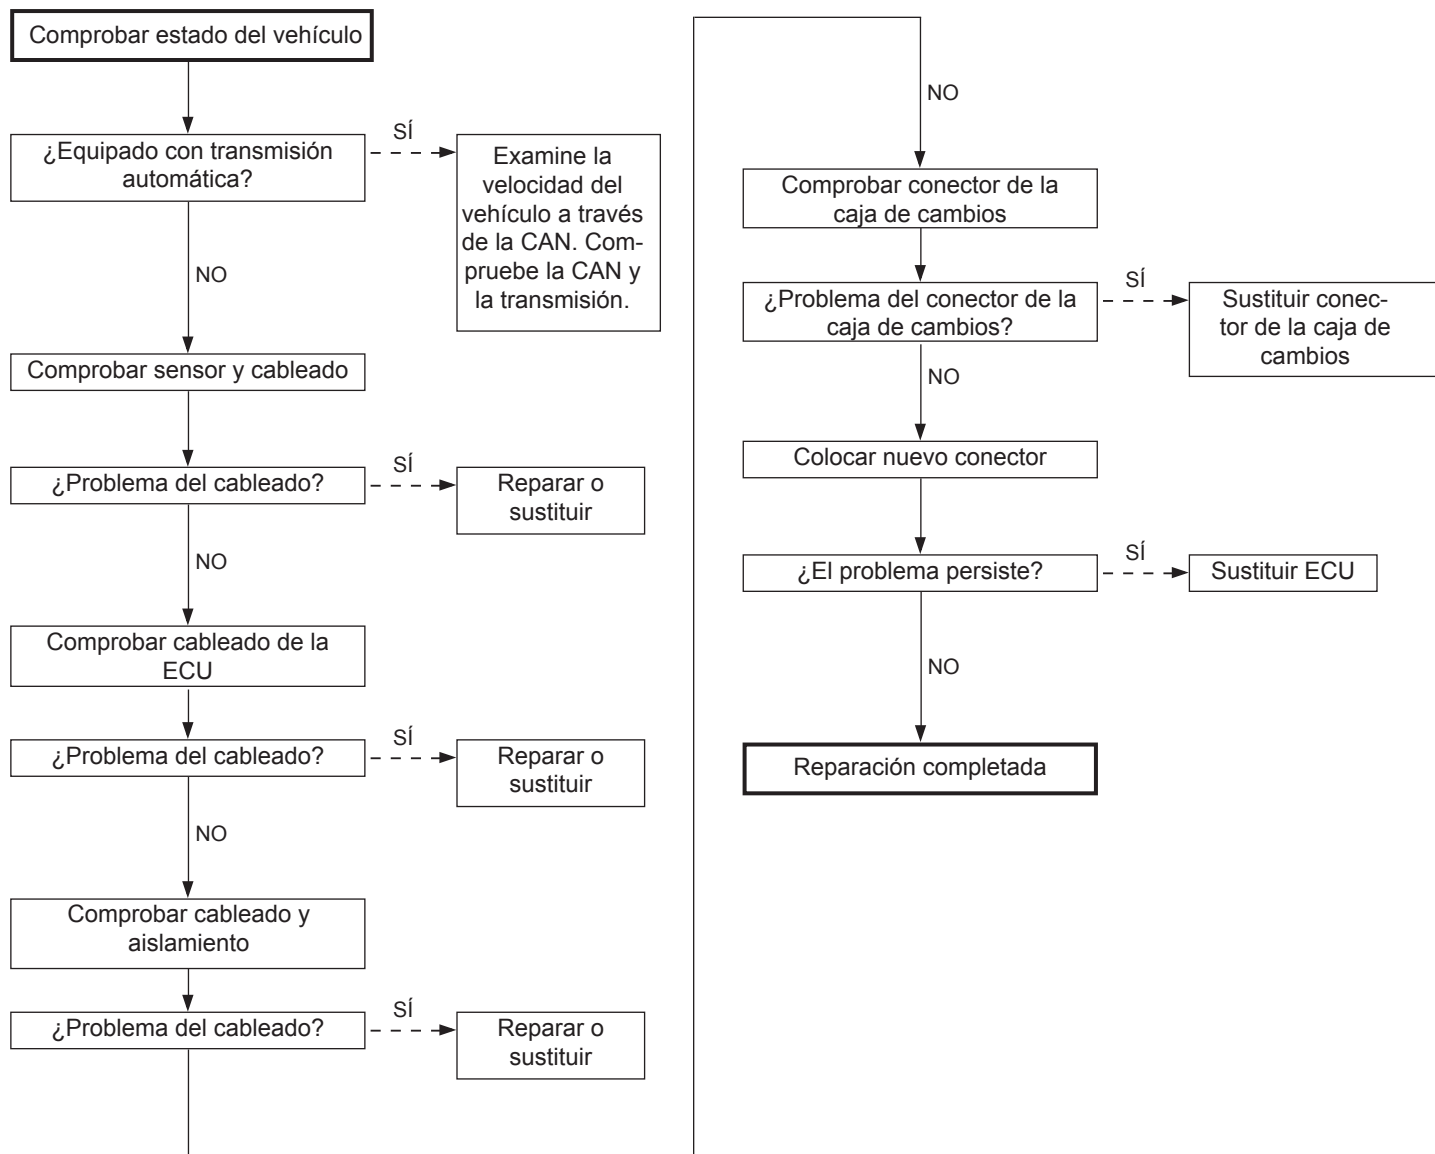 Comprobar estado del vehículo
¿Equipado con transmisión
automática?
SÍ
Examine la
velocidad del
vehículo a través
de la CAN. Com-
pruebe la CAN y
la transmisión.
NO
Comprobar sensor y cableado
¿Problema del cableado?
SÍ
Reparar o
sustituir
NO
Comprobar cableado de la
ECU
¿Problema del cableado?
SÍ
Reparar o
sustituir
NO
Comprobar cableado y
aislamiento
¿Problema del cableado?
SÍ
Reparar o
sustituir
NO
Comprobar conector de la
caja de cambios
¿Problema del conector de la
caja de cambios?
SÍ
Sustituir conec-
tor de la caja de
cambios
NO
Colocar nuevo conector
¿El problema persiste?
SÍ
Sustituir ECU
NO
Reparación completada